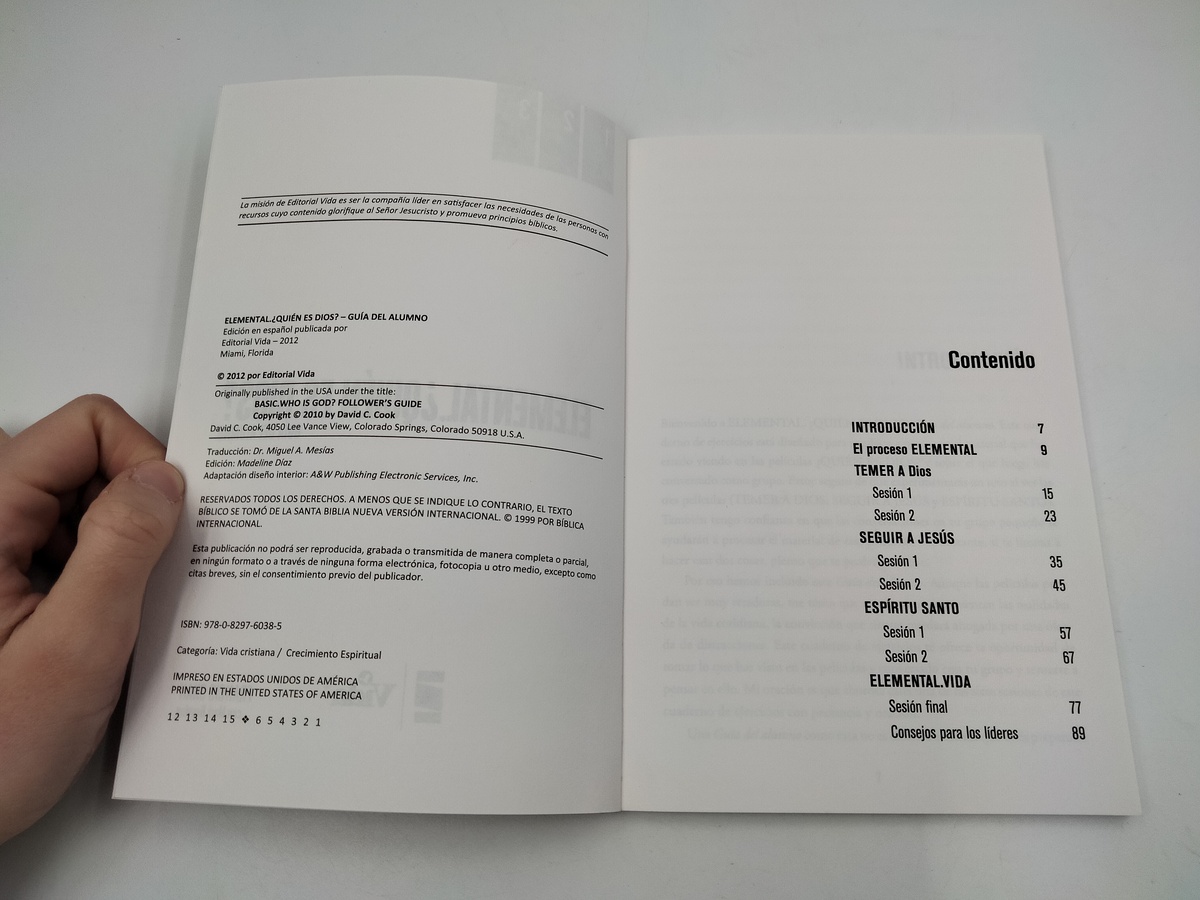 La misión de Editorial Vida es ser la compañía líder en satisfacer las necesidades de las personas con
recursos cuyo contenido glorifique al Señor Jesucristo y promueva principios bíblicos.
ELEMENTAL.¿QUIÉN ES DIOS? – GUÍA DEL ALUMNO
Edición en español publicada por
Editorial Vida – 2012
Miami, Florida
© 2012 por Editorial Vida
Originally published in the USA under the title:
BASIC.WHO IS GOD? FOLLOWER'S GUIDE
Copyright © 2010 by David C. Cook
David C. Cook, 4050 Lee Vance View, Colorado Springs, Colorado 50918 U.S.A.
Traducción: Dr. Miguel A. Mesías
Edición: Madeline Díaz
Adaptación diseño interior: A&W Publishing Electronic Services, Inc.
RESERVADOS TODOS LOS DERECHOS. A MENOS QUE SE INDIQUE LO CONTRARIO, EL TEXTO
BÍBLICO SE TOMÓ DE LA SANTA BIBLIA NUEVA VERSIÓN INTERNACIONAL. © 1999 POR BÍBLICA
INTERNACIONAL.
Esta publicación no podrá ser reproducida, grabada o transmitida de manera completa o parcial,
en ningún formato o a través de ninguna forma electrónica, fotocopia u otro medio, excepto como
citas breves, sin el consentimiento previo del publicador.
ISBN: 978-0-8297-6038-5
Categoría: Vida cristiana / Crecimiento Espiritual
IMPRESO EN ESTADOS UNIDOS DE AMÉRICA
PRINTED IN THE UNITED STATES OF AMERICA
12 13 14 15 ❖ 6 5 4 3 2 1
Contenido
INTRODUCCIÓN 7
El proceso ELEMENTAL 9
TEMER A Dios
Sesión 1 15
Sesión 2 23
SEGUIR A JESÚS
Sesión 1 35
Sesión 2 45
ESPÍRITU SANTO
Sesión 1 57
Sesión 2 67
ELEMENTAL.VIDA
Sesión final 77
Consejos para los líderes 89